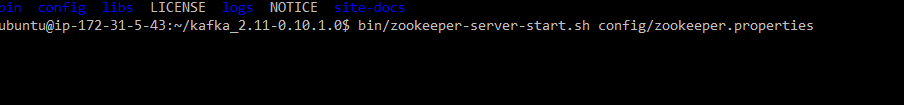 bin config libs LICENSE logs NOTICE site-docs
ubuntu@ip-172-31-5-43:~/kafka_2.11-0.10.1.0$ bin/zookeeper-server-start.sh config/zookeeper.properties